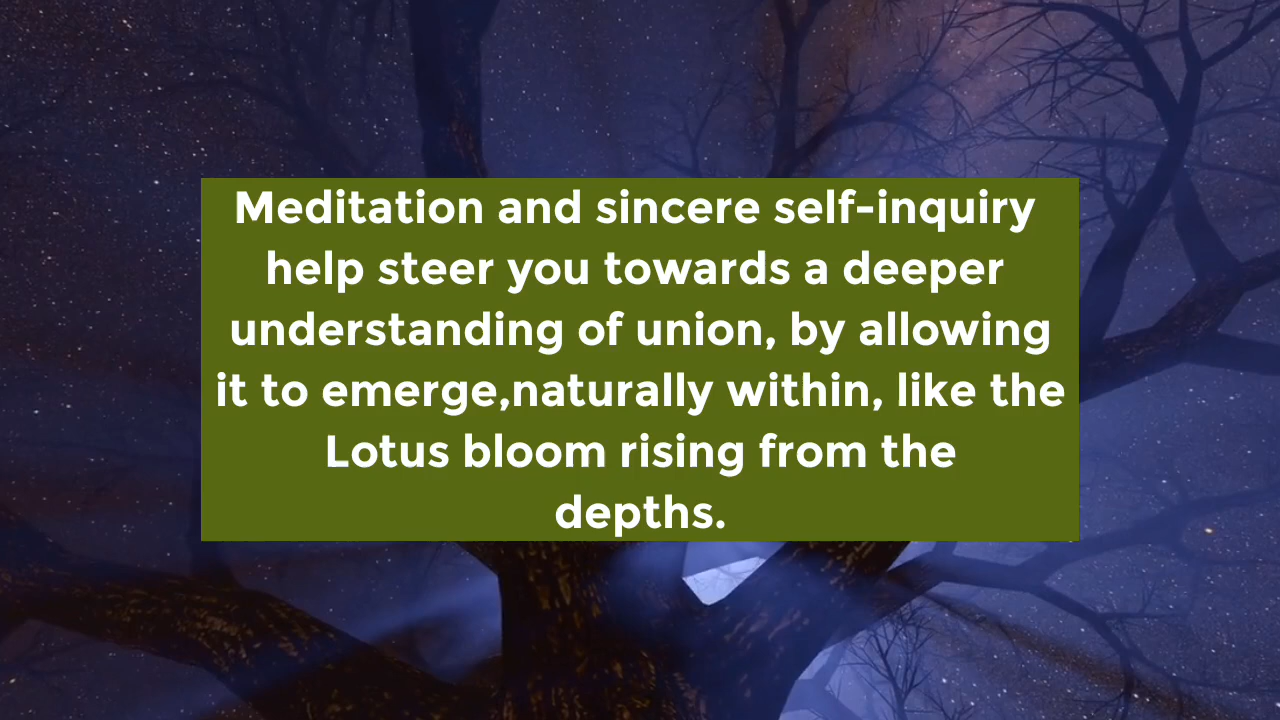 Meditation and sincere self-inquiry
help steer you towards a deeper
understanding of union, by allowing
it to emerge,naturally within, like the
Lotus bloom rising from the
depths.